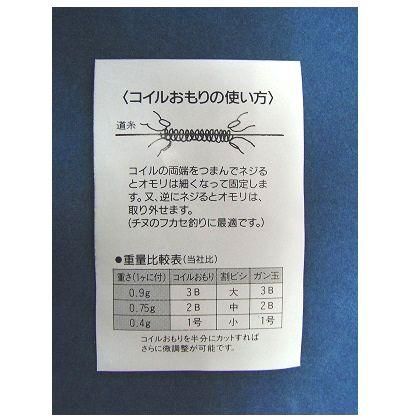 〈コイルおもりの使い方〉
道糸
コイルの両端をつまんでネジる
とオモリは細くなって固定しま
す。又、逆にネジるとオモリは、
取り外せます。
(チヌのフカセ釣りに最適です。)
●重量比較表(当社比)
重さ(1ヶに付) コイルおもり 割ビシ ガン玉
0.9g 3B 大 3B
0.75g 2B 中 2B
0.4g 1号 小 1号
コイルおもりを半分にカットすれば
さらに微調整が可能です。